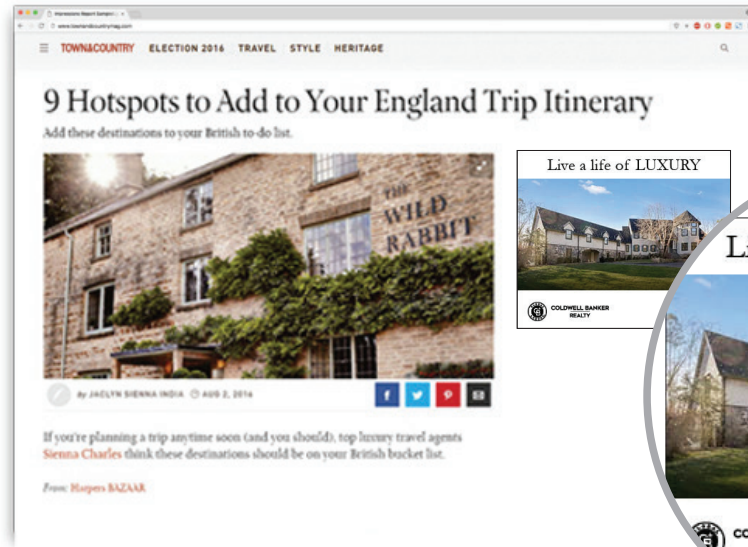 www.townandcountrymag.com
TOWN&COUNTRY ELECTION 2016 TRAVEL STYLE HERITAGE
9 Hotspots to Add to Your England Trip Itinerary
Add these destinations to your British to-do list.
THE
WILD
RABBIT
Live a life of LUXURY
COLDWELL BANKER
REALTY
By JACLYN SIENNA INDIA AUG 2, 2016
If you're planning a trip anytime soon (and you should), top luxury travel agents
Sienna Charles think these destinations should be on your British bucket list.
From: Harpers BAZAAR